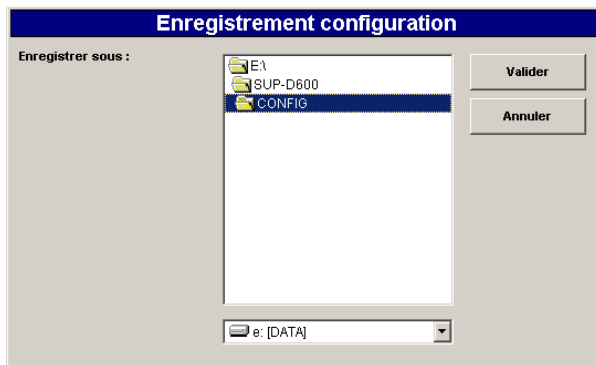 Enregistrement configuration
Enregistrer sous :
E:\
SUP-D600
CONFIG
Valider
Annuler
e: [DATA]